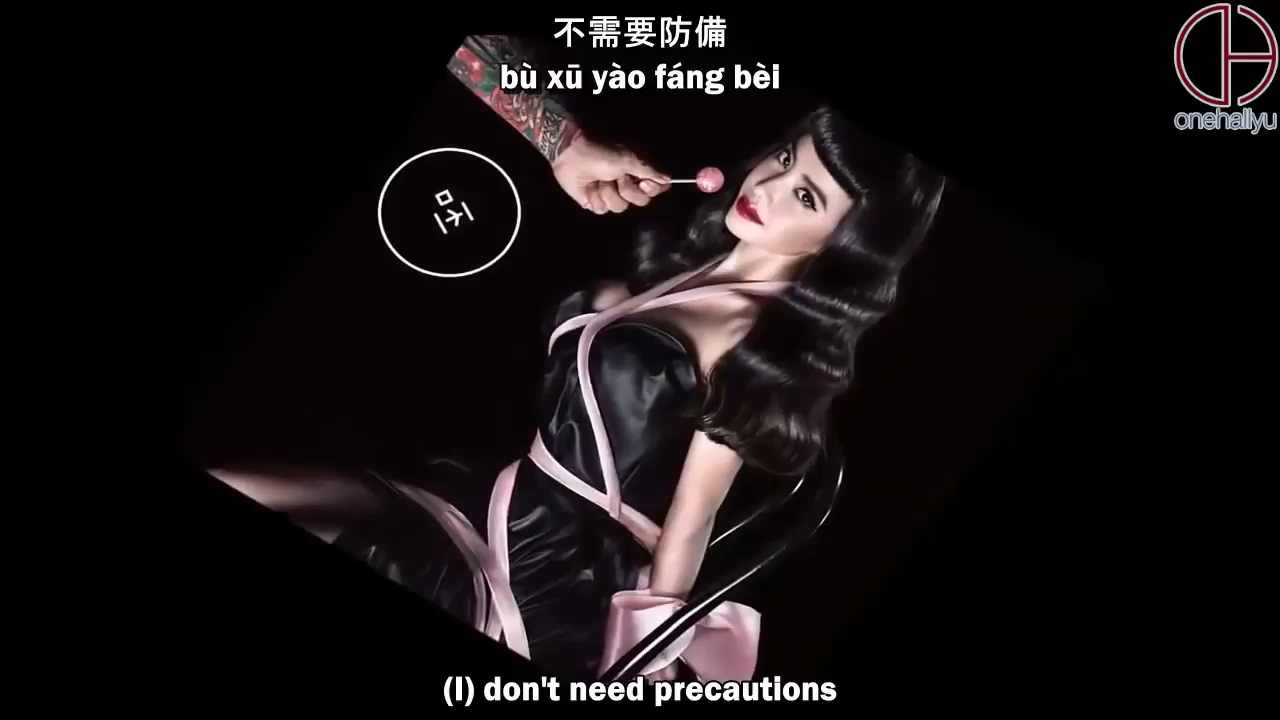 不需要防備
bù xū yào fáng bèi
onehallyu
(I) don't need precautions